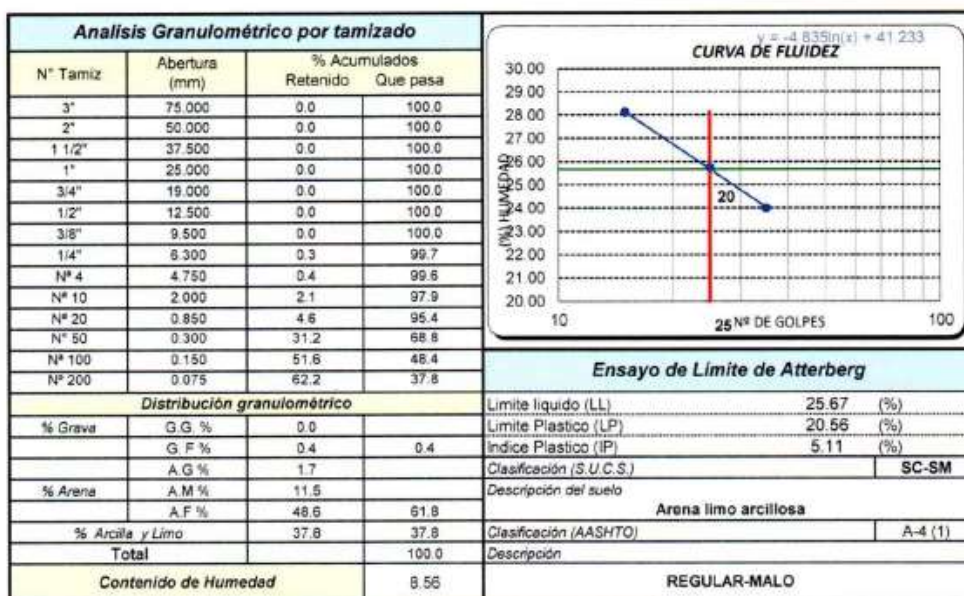 Analisis Granulométrico por tamizado
N° Tamiz Abertura (mm) % Acumulados
Retenido Que pasa
3" 75.000 0.0 100.0
2" 50.000 0.0 100.0
1 1/2" 37.500 0.0 100.0
1" 25.000 0.0 100.0
3/4" 19.000 0.0 100.0
1/2" 12.500 0.0 100.0
3/8" 9.500 0.0 100.0
1/4" 6.300 0.3 99.7
Nº 4 4.750 0.4 99.6
Nº 10 2.000 2.1 97.9
Nº 20 0.850 4.6 95.4
N° 50 0.300 31.2 68.8
Nº 100 0.150 51.6 48.4
Nº 200 0.075 62.2 37.8
Distribución granulométrico
% Grava G.G. % 0.0
G. F % 0.4 0.4
A.G % 1.7
% Arena A.M % 11.5
A.F % 48.6 61.8
% Arcilla y Limo 37.8 37.8
Total 100.0
Contenido de Humedad 8.56
y = -4 835ln(x) + 41 233
CURVA DE FLUIDEZ
(%) HUMEDAD
30.00
29.00
28.00
27.00
26.00
25.00
24.00
23.00
22.00
21.00
20.00
20
10 25 Nº DE GOLPES 100
Ensayo de Límite de Atterberg
Limite liquido (LL) 25.67 (%)
Limite Plastico (LP) 20.56 (%)
Indice Plastico (IP) 5.11 (%)
Clasificación (S.U.C.S.) SC-SM
Descripción del suelo
Arena limo arcillosa
Clasificación (AASHTO) A-4 (1)
Descripción
REGULAR-MALO